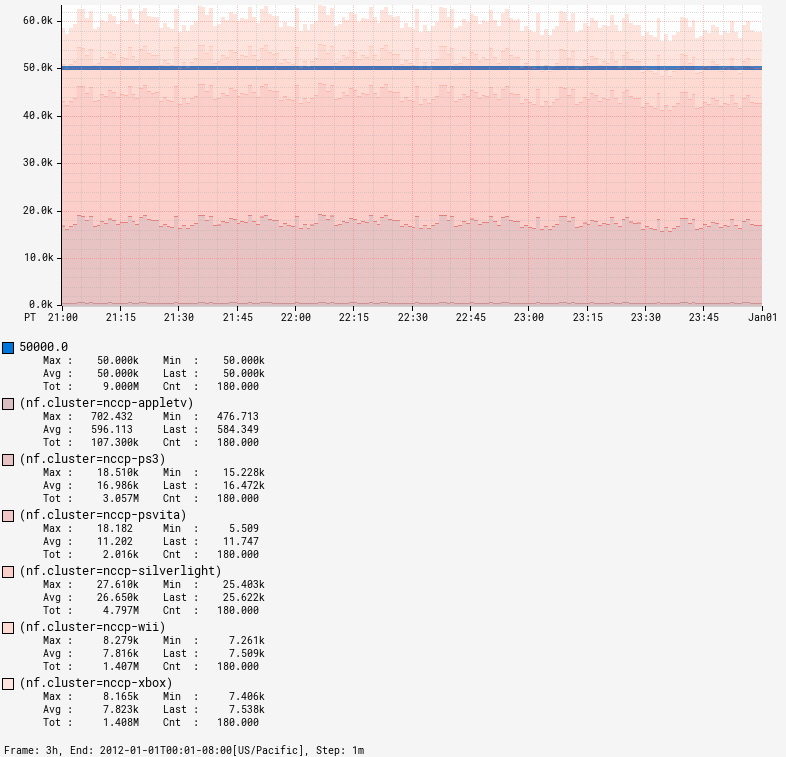 60.0k
50.0k
40.0k
30.0k
20.0k
10.0k
0.0k
PT 21:00 21:15 21:30 21:45 22:00 22:15 22:30 22:45 23:00 23:15 23:30 23:45 Jan01
50000.0
Max : 50.000k Min : 50.000k
Avg : 50.000k Last : 50.000k
Tot : 9.000M Cnt : 180.000
(nf.cluster=nccp-appletv)
Max : 702.432 Min : 476.713
Avg : 596.113 Last : 584.349
Tot : 107.300k Cnt : 180.000
(nf.cluster=nccp-ps3)
Max : 18.510k Min : 15.228k
Avg : 16.986k Last : 16.472k
Tot : 3.057M Cnt : 180.000
(nf.cluster=nccp-psvita)
Max : 18.182 Min : 5.509
Avg : 11.202 Last : 11.747
Tot : 2.016k Cnt : 180.000
(nf.cluster=nccp-silverlight)
Max : 27.610k Min : 25.403k
Avg : 26.650k Last : 25.622k
Tot : 4.797M Cnt : 180.000
(nf.cluster=nccp-wii)
Max : 8.279k Min : 7.261k
Avg : 7.816k Last : 7.509k
Tot : 1.407M Cnt : 180.000
(nf.cluster=nccp-xbox)
Max : 8.165k Min : 7.406k
Avg : 7.823k Last : 7.538k
Tot : 1.408M Cnt : 180.000
Frame: 3h, End: 2012-01-01T00:01-08:00[US/Pacific], Step: 1m